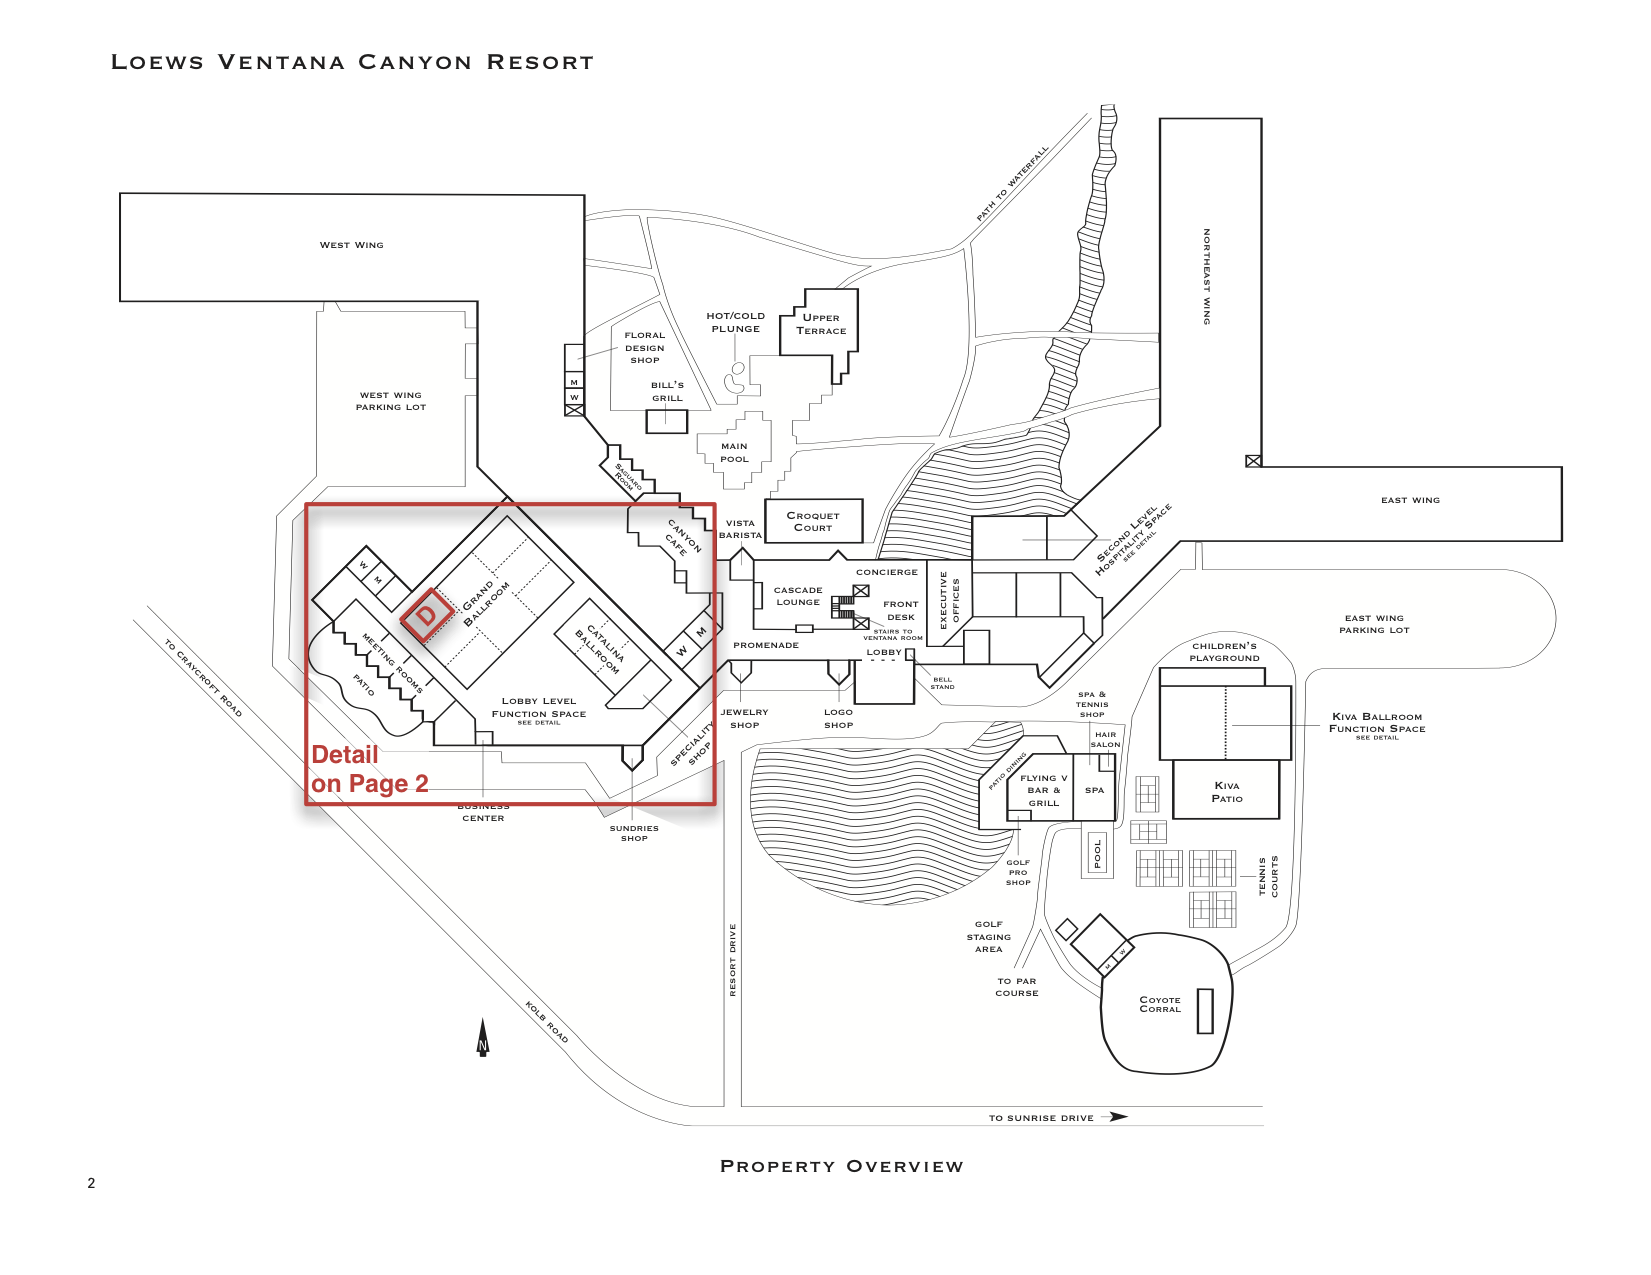 Loews Ventana Canyon Resort
PATH TO WATERFALL
WEST WING
NORTHEAST WING
HOT/COLD
PLUNGE
UPPER
TERRACE
FLORAL
DESIGN
SHOP
BILL'S
GRILL
M
W
WEST WING
PARKING LOT
MAIN
POOL
SAGUARO
ROOM
EAST WING
CROQUET
COURT
VISTA
BARISTA
CANYON
CAFE
SECOND LEVEL
HOSPITALITY SPACE
SEE DETAIL
W
M
CONCIERGE
EXECUTIVE
OFFICES
CASCADE
LOUNGE
FRONT
DESK
STAIRS TO
VENTANA ROOM
GRAND
BALLROOM
D
EAST WING
PARKING LOT
TO CRAYCROFT ROAD
MEETING ROOMS
PATIO
CATALINA
BALLROOM
W
M
PROMENADE
LOBBY
CHILDREN'S
PLAYGROUND
BELL
STAND
LOBBY LEVEL
FUNCTION SPACE
SEE DETAIL
JEWELRY
SHOP
LOGO
SHOP
SPA &
TENNIS
SHOP
KIVA BALLROOM
FUNCTION SPACE
SEE DETAIL
SPECIALITY
SHOP
HAIR
SALON
Detail
on Page 2
PATIO DINING
FLYING V
BAR &
GRILL
SPA
KIVA
PATIO
BUSINESS
CENTER
SUNDRIES
SHOP
POOL
GOLF
PRO
SHOP
TENNIS
COURTS
GOLF
STAGING
AREA
RESORT DRIVE
M
W
TO PAR
COURSE
COYOTE
CORRAL
KOLB ROAD
N
TO SUNRISE DRIVE
Property Overview
2